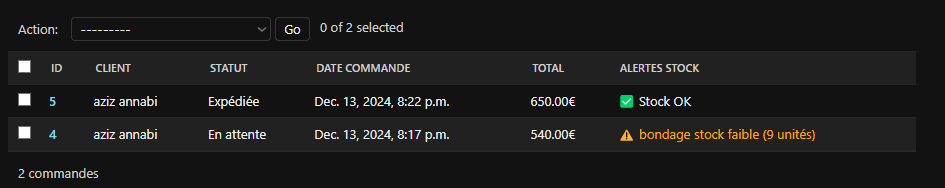 Action: --------- Go 0 of 2 selected
ID CLIENT STATUT DATE COMMANDE TOTAL ALERTES STOCK
5 aziz annabi Expédiée Dec. 13, 2024, 8:22 p.m. 650.00€ ✅ Stock OK
4 aziz annabi En attente Dec. 13, 2024, 8:17 p.m. 540.00€ ⚠ bondage stock faible (9 unités)
2 commandes